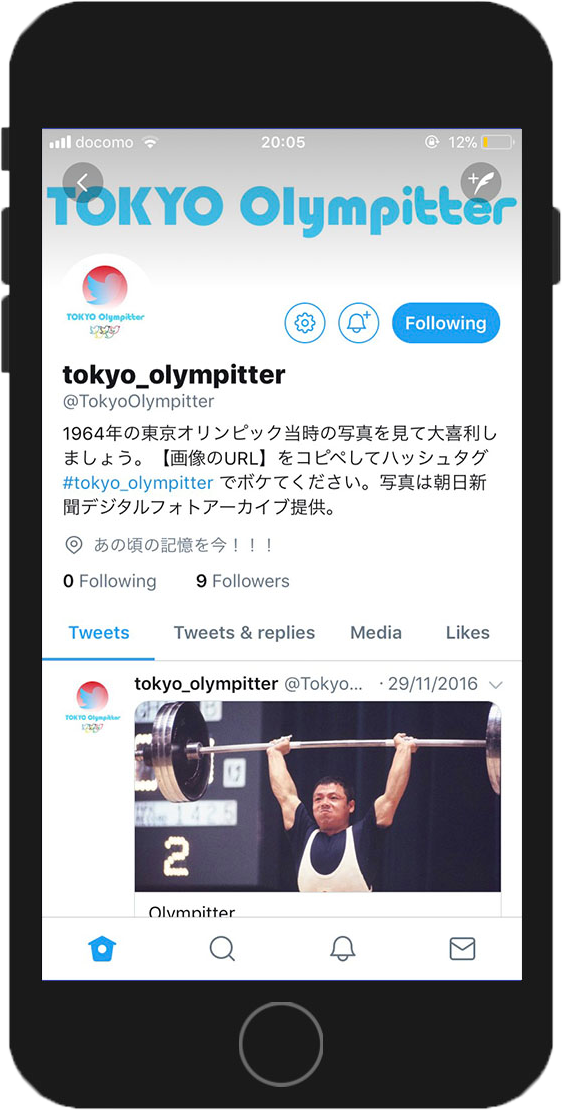 docomo 20:05 12%
TOKYO Olympitter
TOKYO Olympitter
Following
tokyo_olympitter
@TokyoOlympitter
1964年の東京オリンピック当時の写真を見て大喜利し
ましょう。【画像のURL】をコピペしてハッシュタグ
#tokyo_olympitter でボケてください。写真は朝日新
聞デジタルフォトアーカイブ提供。
あの頃の記憶を今！！！
0 Following 9 Followers
Tweets Tweets & replies Media Likes
tokyo_olympitter @Tokyo... · 29/11/2016
TOKYO Olympitter
2
Olympitter